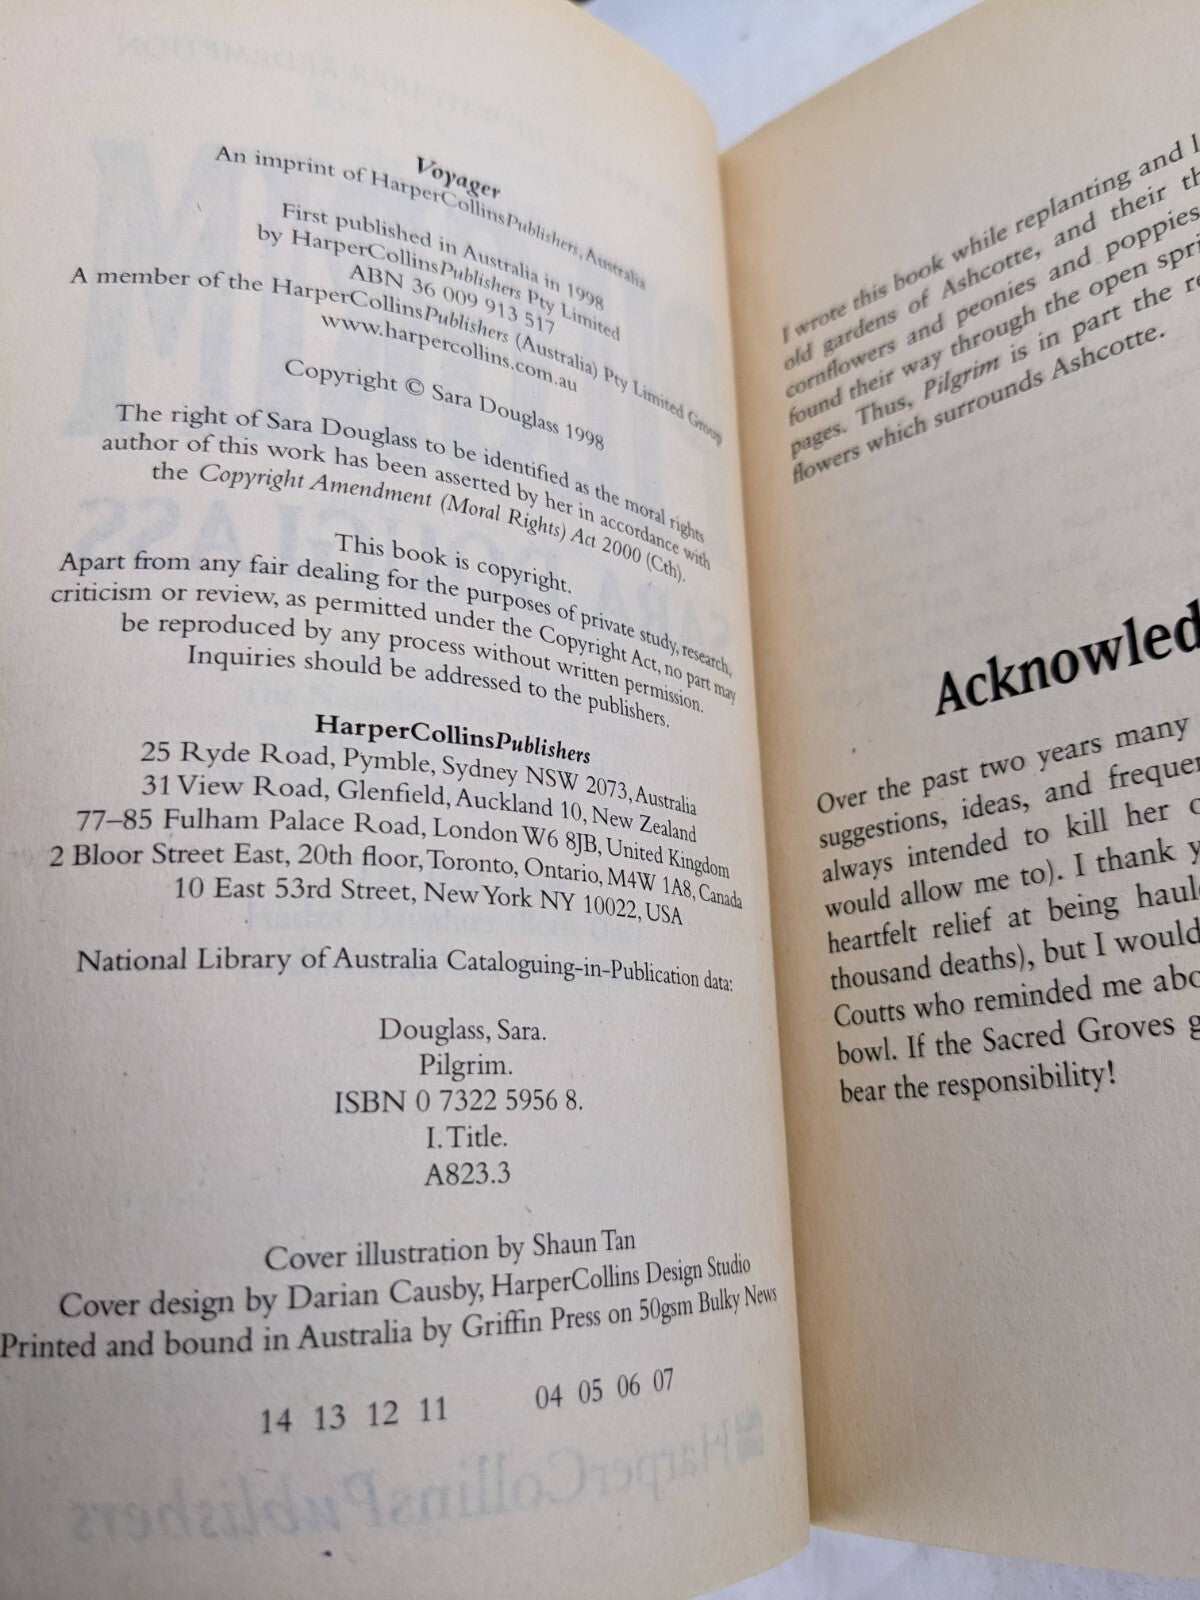 Voyager
An imprint of HarperCollinsPublishers, Australia
First published in Australia in 1998
by HarperCollinsPublishers Pty Limited
ABN 36 009 913 517
A member of the HarperCollinsPublishers (Australia) Pty Limited Group
www.harpercollins.com.au
Copyright © Sara Douglass 1998
The right of Sara Douglass to be identified as the moral rights
author of this work has been asserted by her in accordance with
the Copyright Amendment (Moral Rights) Act 2000 (Cth).
This book is copyright.
Apart from any fair dealing for the purposes of private study, research,
criticism or review, as permitted under the Copyright Act, no part may
be reproduced by any process without written permission.
Inquiries should be addressed to the publishers.
HarperCollinsPublishers
25 Ryde Road, Pymble, Sydney NSW 2073, Australia
31 View Road, Glenfield, Auckland 10, New Zealand
77–85 Fulham Palace Road, London W6 8JB, United Kingdom
2 Bloor Street East, 20th floor, Toronto, Ontario, M4W 1A8, Canada
10 East 53rd Street, New York NY 10022, USA
National Library of Australia Cataloguing-in-Publication data:
Douglass, Sara.
Pilgrim.
ISBN 0 7322 5956 8.
I. Title.
A823.3
Cover illustration by Shaun Tan
Cover design by Darian Causby, HarperCollins Design Studio
Printed and bound in Australia by Griffin Press on 50gsm Bulky News
14 13 12 11 04 05 06 07
I wrote this book while replanting and
old gardens of Ashcotte, and their
cornflowers and peonies and poppies
found their way through the open
pages. Thus, Pilgrim is in part the
flowers which surrounds Ashcotte.
Acknowled
Over the past two years many
suggestions, ideas, and
always intended to kill her
would allow me to). I thank
heartfelt relief at being
thousand deaths), but I would
Coutts who reminded me
bowl. If the Sacred Groves
bear the responsibility!